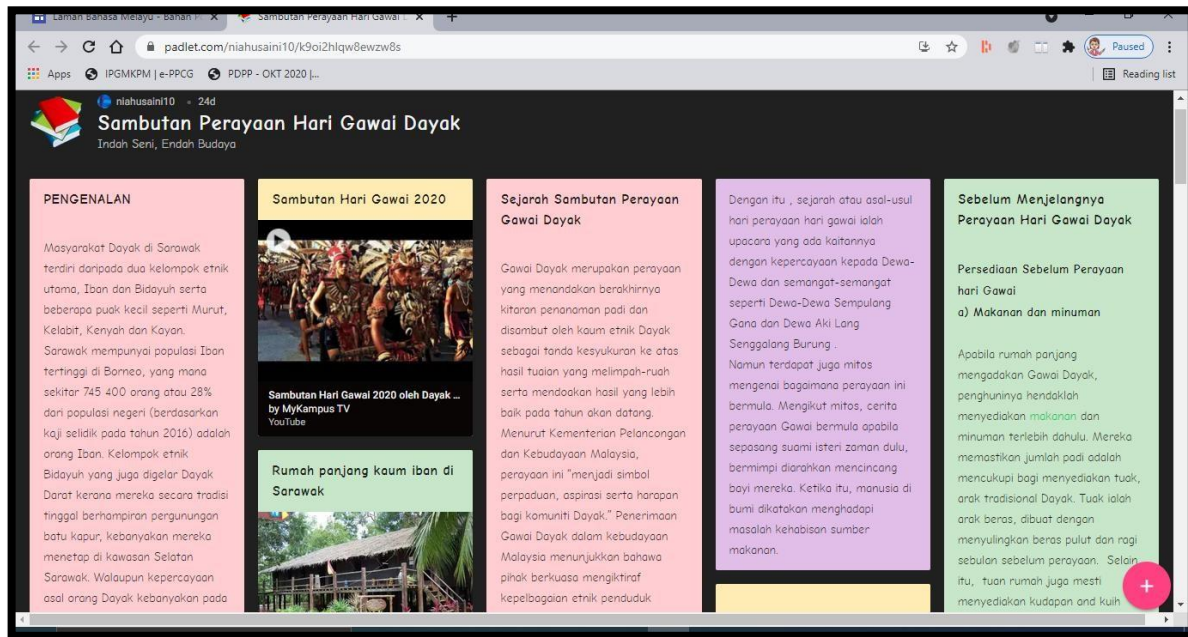 Laman Bahasa Melayu - Bahan P
Sambutan Perayaan Hari Gawai D
padlet.com/niahusaini10/k9oi2hlqw8ewzw8s
Paused
Apps
IPGMKPM | e-PPCG
PDPP - OKT 2020 |...
Reading list
niahusaini10 • 24d
Sambutan Perayaan Hari Gawai Dayak
Indah Seni, Endah Budaya
PENGENALAN
Masyarakat Dayak di Sarawak
terdiri daripada dua kelompok etnik
utama, Iban dan Bidayuh serta
beberapa puak kecil seperti Murut,
Kelabit, Kenyah dan Kayan.
Sarawak mempunyai populasi Iban
tertinggi di Borneo, yang mana
sekitar 745 400 orang atau 28%
dari populasi negeri (berdasarkan
kaji selidik pada tahun 2016) adalah
orang Iban. Kelompok etnik
Bidayuh yang juga digelar Dayak
Darat kerana mereka secara tradisi
tinggal berhampiran pergunungan
batu kapur, kebanyakan mereka
menetap di kawasan Selatan
Sarawak. Walaupun kepercayaan
asal orang Dayak kebanyakan pada
Sambutan Hari Gawai 2020
Sambutan Hari Gawai 2020 oleh Dayak ...
by MyKampus TV
YouTube
Rumah panjang kaum iban di
Sarawak
Sejarah Sambutan Perayaan
Gawai Dayak
Gawai Dayak merupakan perayaan
yang menandakan berakhirnya
kitaran penanaman padi dan
disambut oleh kaum etnik Dayak
sebagai tanda kesyukuran ke atas
hasil tuaian yang melimpah-ruah
serta mendoakan hasil yang lebih
baik pada tahun akan datang.
Menurut Kementerian Pelancongan
dan Kebudayaan Malaysia,
perayaan ini "menjadi simbol
perpaduan, aspirasi serta harapan
bagi komuniti Dayak." Penerimaan
Gawai Dayak dalam kebudayaan
Malaysia menunjukkan bahawa
pihak berkuasa mengiktiraf
kepelbagaian etnik penduduk
Dengan itu , sejarah atau asal-usul
hari perayaan hari gawai ialah
upacara yang ada kaitannya
dengan kepercayaan kepada Dewa-
Dewa dan semangat-semangat
seperti Dewa-Dewa Sempulang
Gana dan Dewa Aki Lang
Senggalang Burung .
Namun terdapat juga mitos
mengenai bagaimana perayaan ini
bermula. Mengikut mitos, cerita
perayaan Gawai bermula apabila
sepasang suami isteri zaman dulu,
bermimpi diarahkan mencincang
bayi mereka. Ketika itu, manusia di
bumi dikatakan menghadapi
masalah kehabisan sumber
makanan.
Sebelum Menjelangnya
Perayaan Hari Gawai Dayak
Persediaan Sebelum Perayaan
hari Gawai
a) Makanan dan minuman
Apabila rumah panjang
mengadakan Gawai Dayak,
penghuninya hendaklah
menyediakan makanan dan
minuman terlebih dahulu. Mereka
memastikan jumlah padi adalah
mencukupi bagi menyediakan tuak,
arak tradisional Dayak. Tuak ialah
arak beras, dibuat dengan
menyulingkan beras pulut dan ragi
sebulan sebelum perayaan. Selain
itu, tuan rumah juga mesti
menyediakan kudapan and kuih